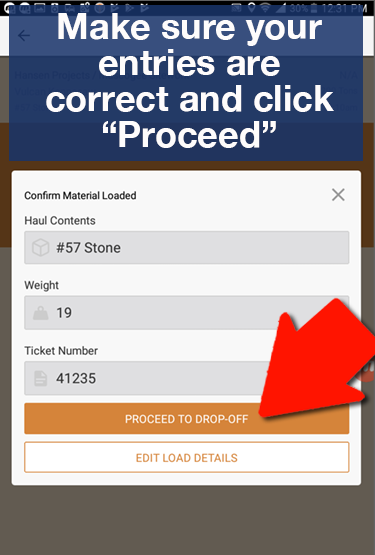 30% 12:31 PM
Make sure your
entries are
correct and click
“Proceed”
Confirm Material Loaded
Haul Contents
#57 Stone
Weight
19
Ticket Number
41235
PROCEED TO DROP-OFF
EDIT LOAD DETAILS